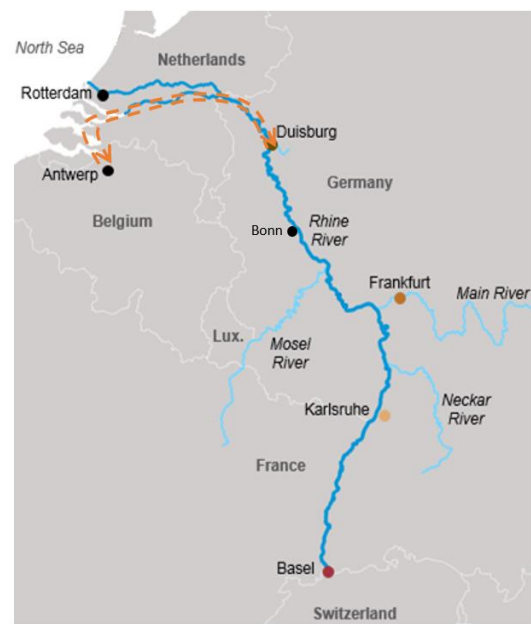 North Sea
Netherlands
Rotterdam
Duisburg
Antwerp
Germany
Belgium
Bonn
Rhine
River
Frankfurt
Main River
Lux.
Mosel
River
Neckar
River
Karlsruhe
France
Basel
Switzerland